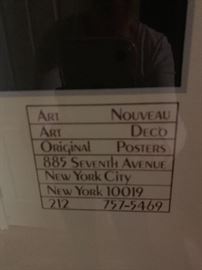 Art Nouveau
Art Deco
Original Posters
885 Seventh Avenue
New York City
New York 10019
212 757-5469